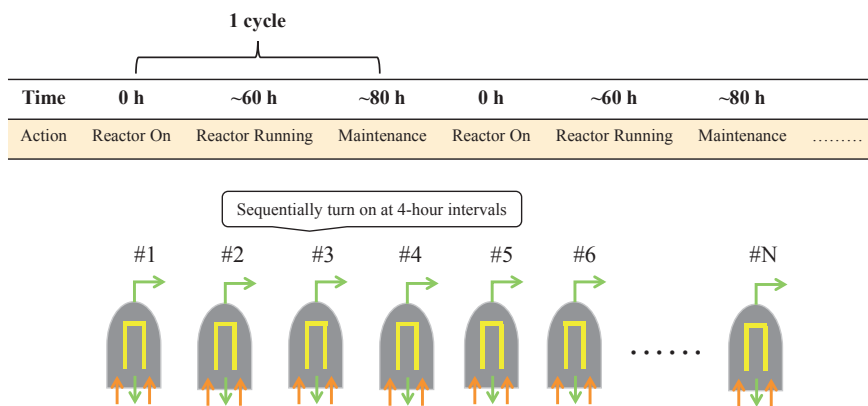 1 cycle
Time 0 h ~60 h ~80 h 0 h ~60 h ~80 h
Action Reactor On Reactor Running Maintenance Reactor On Reactor Running Maintenance ………
Sequentially turn on at 4-hour intervals
#1 #2 #3 #4 #5 #6 #N
……